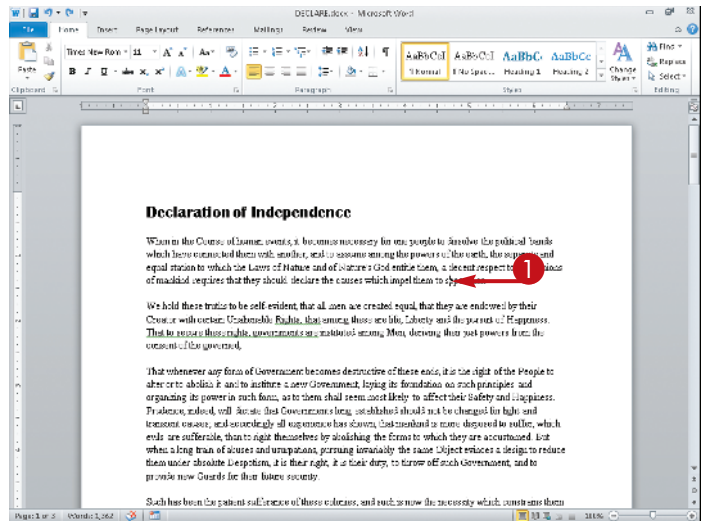 DECLARE.docx - Microsoft Word
File Home Insert Page Layout References Mailings Review View
Times New Rom 11 A A Aa
Find
Replace
Select
Paste
B I U abc x, x² A A
AaBbCcI AaBbCcI AaBbC AaBbCc
¶ Normal ¶ No Spac... Heading 1 Heading 2
Change
Styles
Clipboard Font Paragraph Styles Editing
Declaration of Independence
When in the Course of human events, it becomes necessary for one people to dissolve the political bands
which have connected them with another, and to assume among the powers of the earth, the separate and
equal station to which the Laws of Nature and of Nature's God entitle them, a decent respect to
of mankind requires that they should declare the causes which impel them to
1
We hold these truths to be self-evident, that all men are created equal, that they are endowed by their
Creator with certain Unalienable Rights, that among these are life, Liberty and the pursuit of Happiness.
That to secure these rights, governments are instituted among Men, deriving their just powers from the
consent of the governed,
That whenever any form of Government becomes destructive of these ends, it is the right of the People to
alter or to abolish it and to institute a new Government, laying its foundation on such principles and
organizing its power in such form, as to them shall seem most likely to affect their Safety and Happiness.
Prudence, indeed, will dictate that Governments long established should not be changed for light and
transient causes; and accordingly all experience has shown, that mankind is more disposed to suffer, which
evils are sufferable, than to right themselves by abolishing the forms to which they are accustomed. But
when a long train of abuses and usurpations, pursuing invariably the same Object evinces a design to reduce
them under absolute Despotism, it is their right, it is their duty, to throw off such Government, and to
provide new Guards for their future security.
Such has been the patient sufferance of these colonies, and such is now the necessity which constrains them
Page: 1 of 3 Words: 1,362 100%